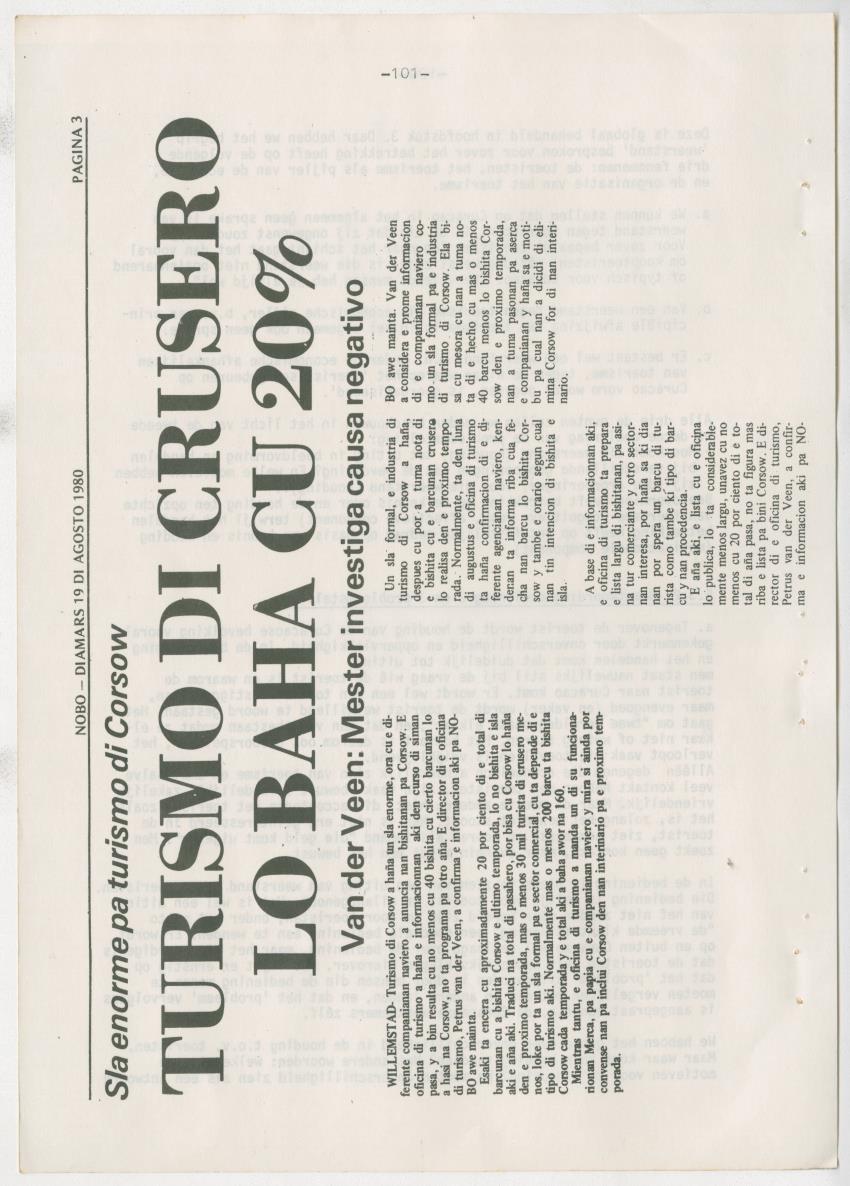 -101-
NOBO – DIAMARS 19 DI AGOSTO 1980 PAGINA 3
Sla enorme pa turismo di Corsow
TURISMO DI CRUSERO
LO BAHA CU 20%
Van der Veen: Mester investiga causa negativo
WILLEMSTAD- Turismo di Corsow a haña un sla enorme, ora cu e di-
ferente companianan naviero a anuncia nan bishitanan pa Corsow. E
oficina di turismo a haña e informacionnan aki den curso di siman
pasa, y a bin resulta cu no menos cu 40 bishita cu cierto barcunan lo
a hasi na Corsow, no ta programa pa otro aña. E director di e oficina
di turismo, Petrus van der Veen, a confirma e informacion aki pa NO-
BO awe mainta.
Esaki ta encera cu aproximadamente 20 por ciento di e total di
barcunan cu a bishita Corsow e ultimo temporada, lo no bishita e isla
aki e aña aki. Traduci na total di pasahero, por bisa cu Corsow lo haña
den e proximo temporada, mas o menos 30 mil turista di crusero me-
nos, loke por ta un sla formal pa e sector comercial, cu ta depende di e
tipo di turismo aki. Normalmente mas o menos 200 barcu ta bishita
Corsow cada temporada y e total aki a baha awor na 160.
Mientras tantu, e oficina di turismo a manda un di su funciona-
rionan Merca, pa papia cu e companianan naviero y mira si ainda por
convense nan pa inclui Corsow den nan interinario pa e proximo tem-
porada.
Un sla formal, e industria di
turismo di Corsow a haña,
despues cu por a tuma nota di
e bishita cu e barcunan crusero
lo realisa den e proximo tempo-
rada. Normalmente, ta den luna
di augustus e oficina di turismo
ta haña confirmacion di e di-
ferente agencianan naviero, ken-
denan ta informa riba cua fe-
cha nan barcu lo bishita Cor-
sow y tambe e orario segun cual
nan tin intencion di bishita e
isla.
A base di e informacionnan aki,
e oficina di turismo ta prepara
e lista largu di bishitanan, pa asi-
na tur comerciante y otro sector-
nan interesa, por haña sa ki dia
nan por spera un barcu di tu-
rista como tambe ki tipo di bar-
cu y nan procedencia.
E aña aki, e lista cu e oficina
lo publica, lo ta considerable-
mente menos largu, unavez cu no
menos cu 20 por ciento di e to-
tal di aña pasa, no ta figura mas
riba e lista pa bini Corsow. E di-
rector di e oficina di turismo,
Petrus van der Veen, a confir-
ma e informacion aki pa NO-
BO awe mainta. Van der Veen
a considera e prome informacion
di e companianan naviero co-
mo un sla formal pa e industria
di turismo di Corsow. Ela bi-
sa cu mesora cu nan a tuma no-
ta di e hecho cu mas o menos
40 barcu menos lo bishita Cor-
sow den e proximo temporada,
nan a tuma pasonan pa aserca
e companianan y haña sa e moti-
bu pa cual nan a dicidi di eli-
mina Corsow for di nan interi-
nario.